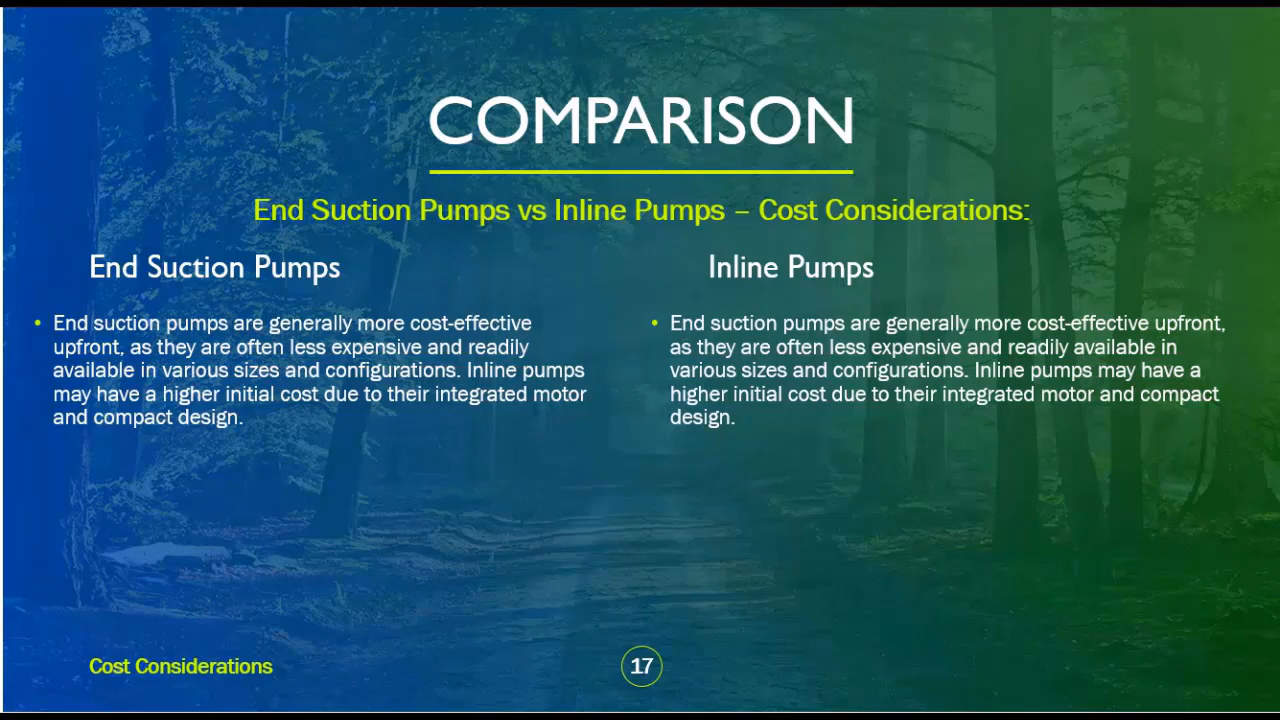 COMPARISON
End Suction Pumps vs Inline Pumps – Cost Considerations:
End Suction Pumps
• End suction pumps are generally more cost-effective
upfront, as they are often less expensive and readily
available in various sizes and configurations. Inline pumps
may have a higher initial cost due to their integrated motor
and compact design.
Inline Pumps
• End suction pumps are generally more cost-effective upfront,
as they are often less expensive and readily available in
various sizes and configurations. Inline pumps may have a
higher initial cost due to their integrated motor and compact
design.
Cost Considerations
17